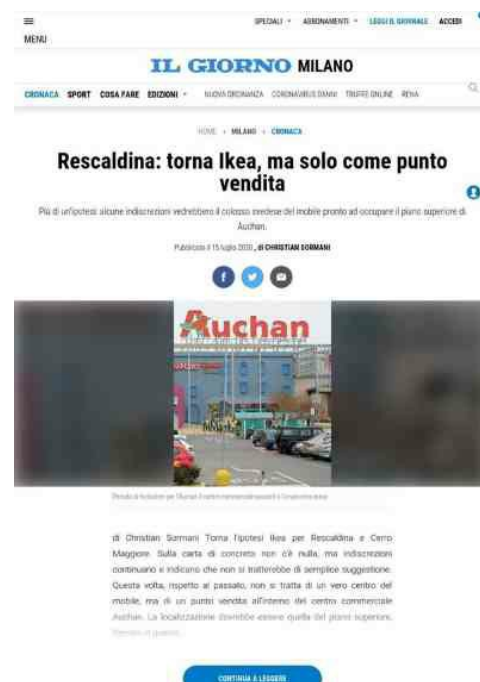 SPECIALI ABBONAMENTI LEGGI IL GIORNALE ACCEDI
MENU
IL GIORNO MILANO
CRONACA SPORT COSA FARE EDIZIONI NUOVA ORDINANZA CORONAVIRUS DANNI TRUFFE ONLINE
HOME › MILANO › CRONACA
Rescaldina: torna Ikea, ma solo come punto
vendita
Più di un'ipotesi alcune indiscrezioni vedrebbero il colosso svedese del mobile pronto ad occupare il piano superiore di
Auchan.
Pubblicato il 15 luglio 2020, di CHRISTIAN SORMANI
Auchan
di Christian Sormani Torna l'ipotesi Ikea per Rescaldina e Cerro
Maggiore. Sulla carta di concreto non c'è nulla, ma indiscrezioni
continuano e indicano che non si tratterebbe di semplice suggestione.
Questa volta, rispetto al passato, non si tratta di un vero centro del
mobile, ma di un punto vendita all'interno del centro commerciale
Auchan. La localizzazione dovrebbe essere quella del piano superiore.
CONTINUA A LEGGERE